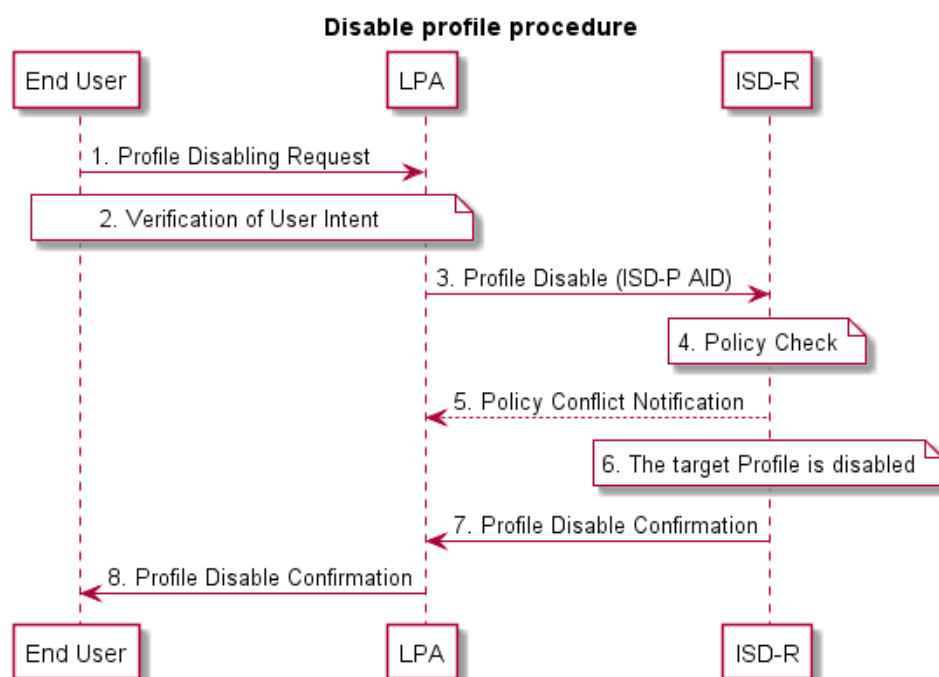 Disable profile procedure
End User
LPA
ISD-R
1. Profile Disabling Request
2. Verification of User Intent
3. Profile Disable (ISD-P AID)
4. Policy Check
5. Policy Conflict Notification
6. The target Profile is disabled
7. Profile Disable Confirmation
8. Profile Disable Confirmation
End User
LPA
ISD-R